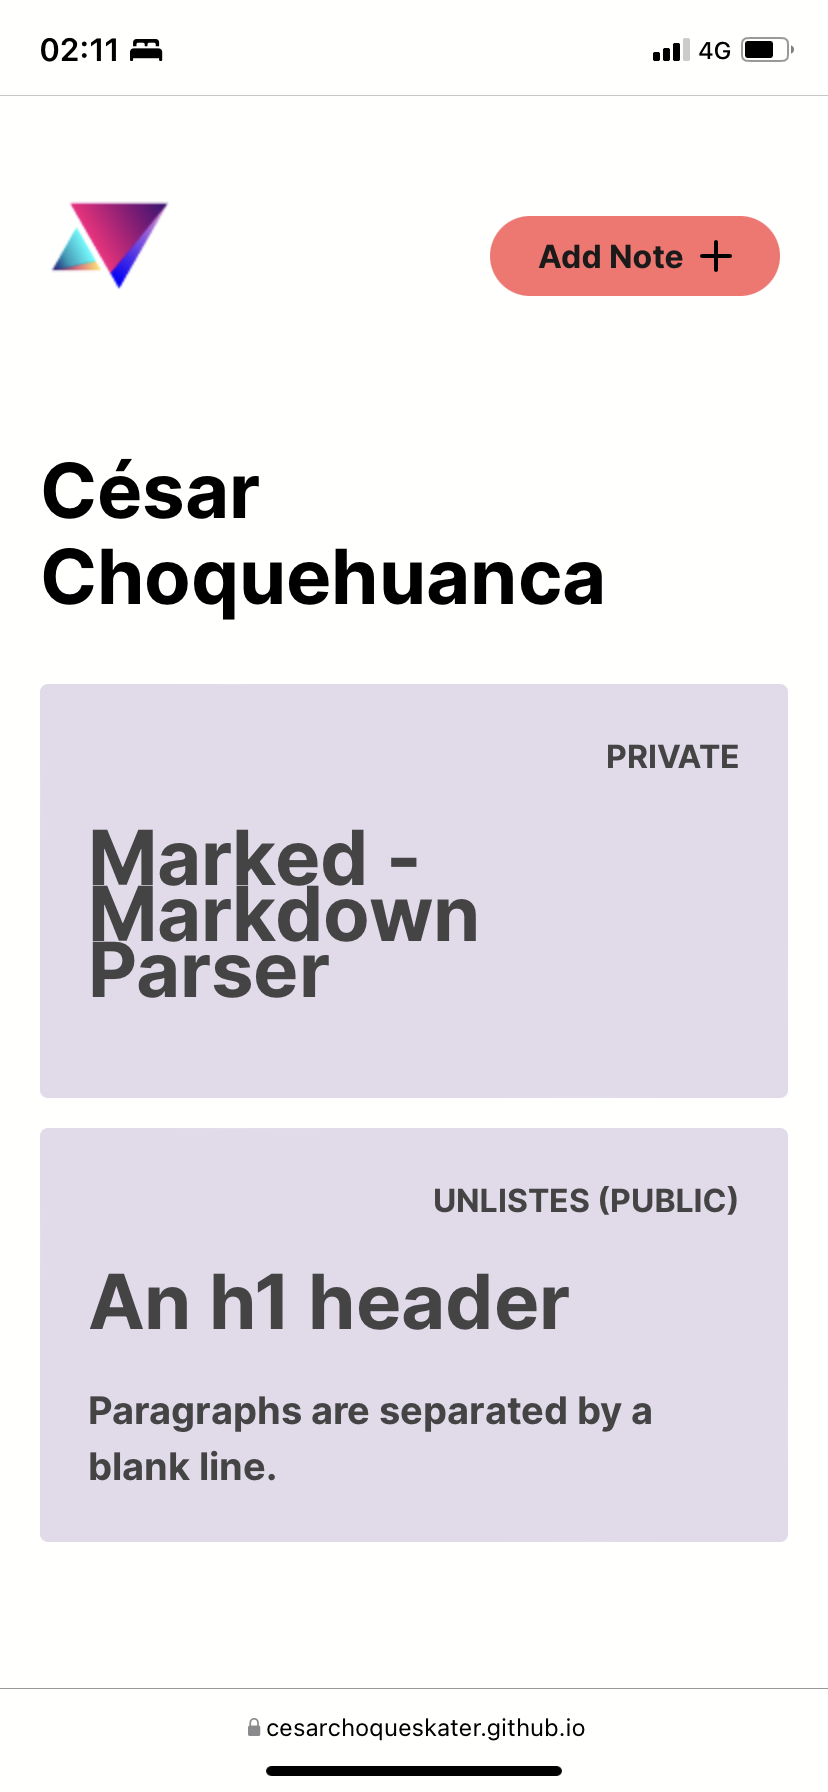 02:11
4G
Add Note +
César
Choquehuanca
PRIVATE
Marked -
Markdown
Parser
UNLISTES (PUBLIC)
An h1 header
Paragraphs are separated by a
blank line.
cesarchoqueskater.github.io